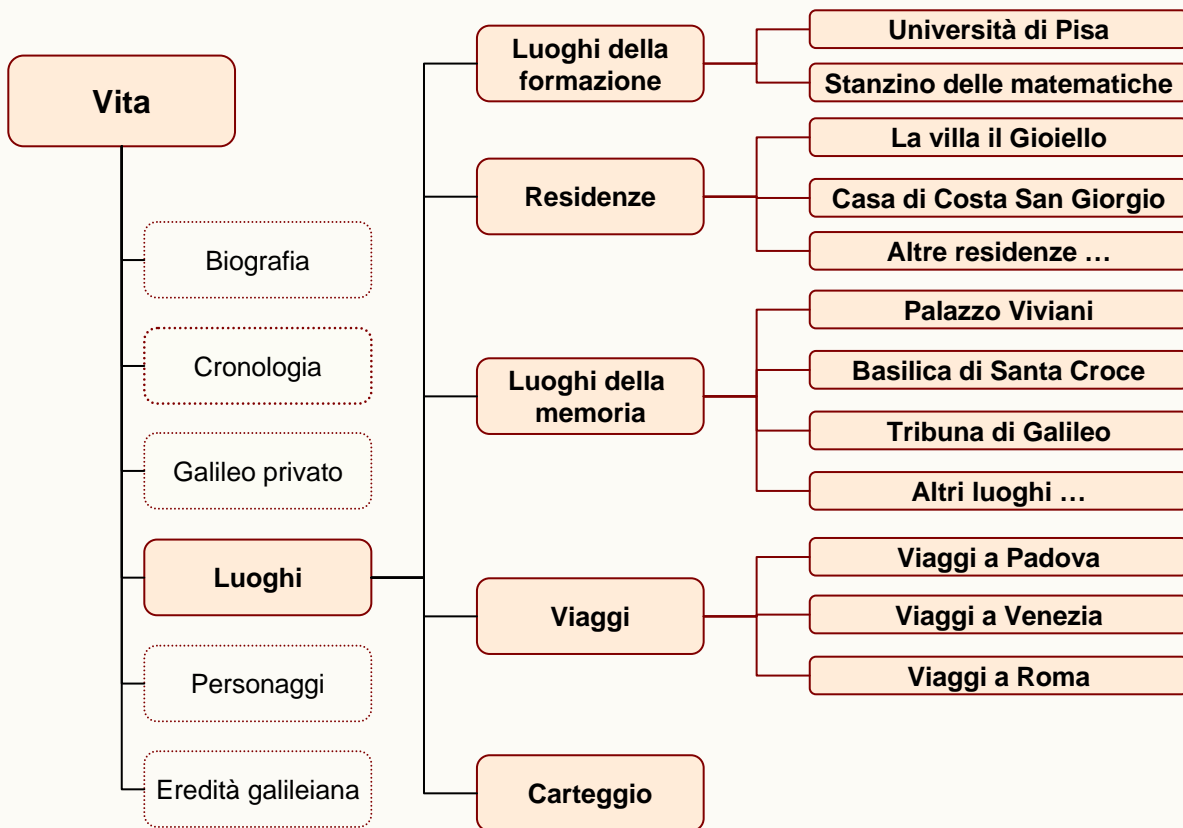 Vita
Biografia
Cronologia
Galileo privato
Luoghi
Personaggi
Eredità galileiana
Luoghi della
formazione
Residenze
Luoghi della
memoria
Viaggi
Carteggio
Università di Pisa
Stanzino delle matematiche
La villa il Gioiello
Casa di Costa San Giorgio
Altre residenze …
Palazzo Viviani
Basilica di Santa Croce
Tribuna di Galileo
Altri luoghi …
Viaggi a Padova
Viaggi a Venezia
Viaggi a Roma